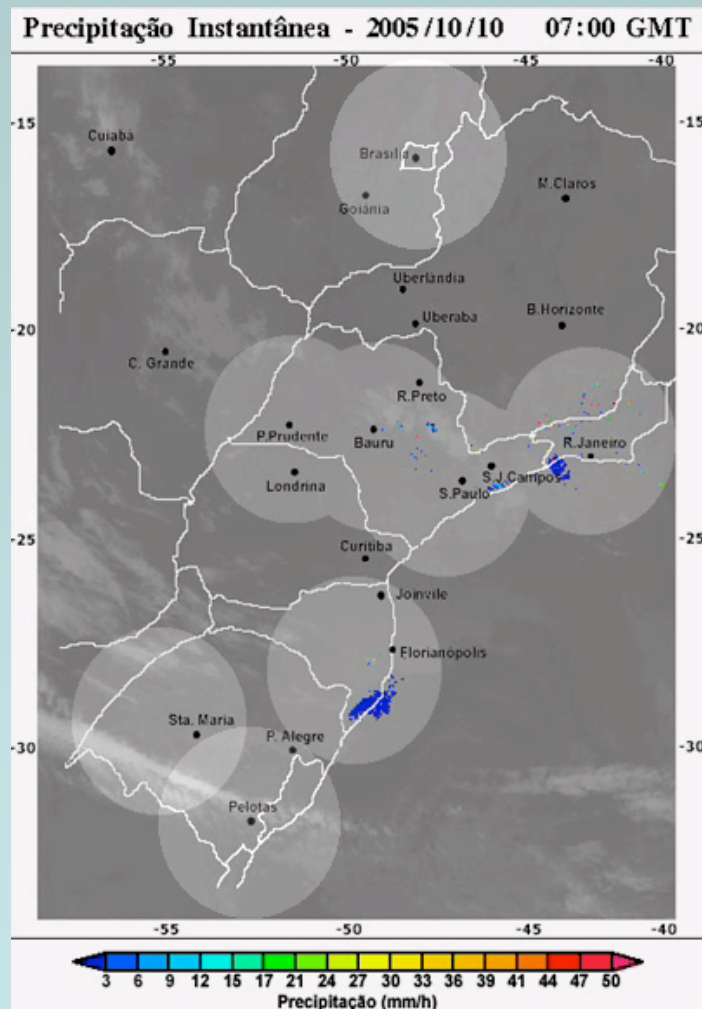 Precipitação Instantânea - 2005/10/10 07:00 GMT
-55 -50 -45 -40
-15 -15
Cuiabá
Brasília
M.Claros
Goiânia
Uberlàndia
Uberaba
B.Horizonte
-20 -20
C. Grande
R.Preto
P.Prudente
Bauru
R.Janeiro
Londrina
S.J.Campos
S.Paulo
-25 -25
Curitiba
Joinvile
Florianópolis
Sta. Maria
P. Alegre
-30 -30
Pelotas
-55 -50 -45 -40
3 6 9 12 15 17 21 24 27 30 33 36 39 41 44 47 50
Precipitação (mm/h)